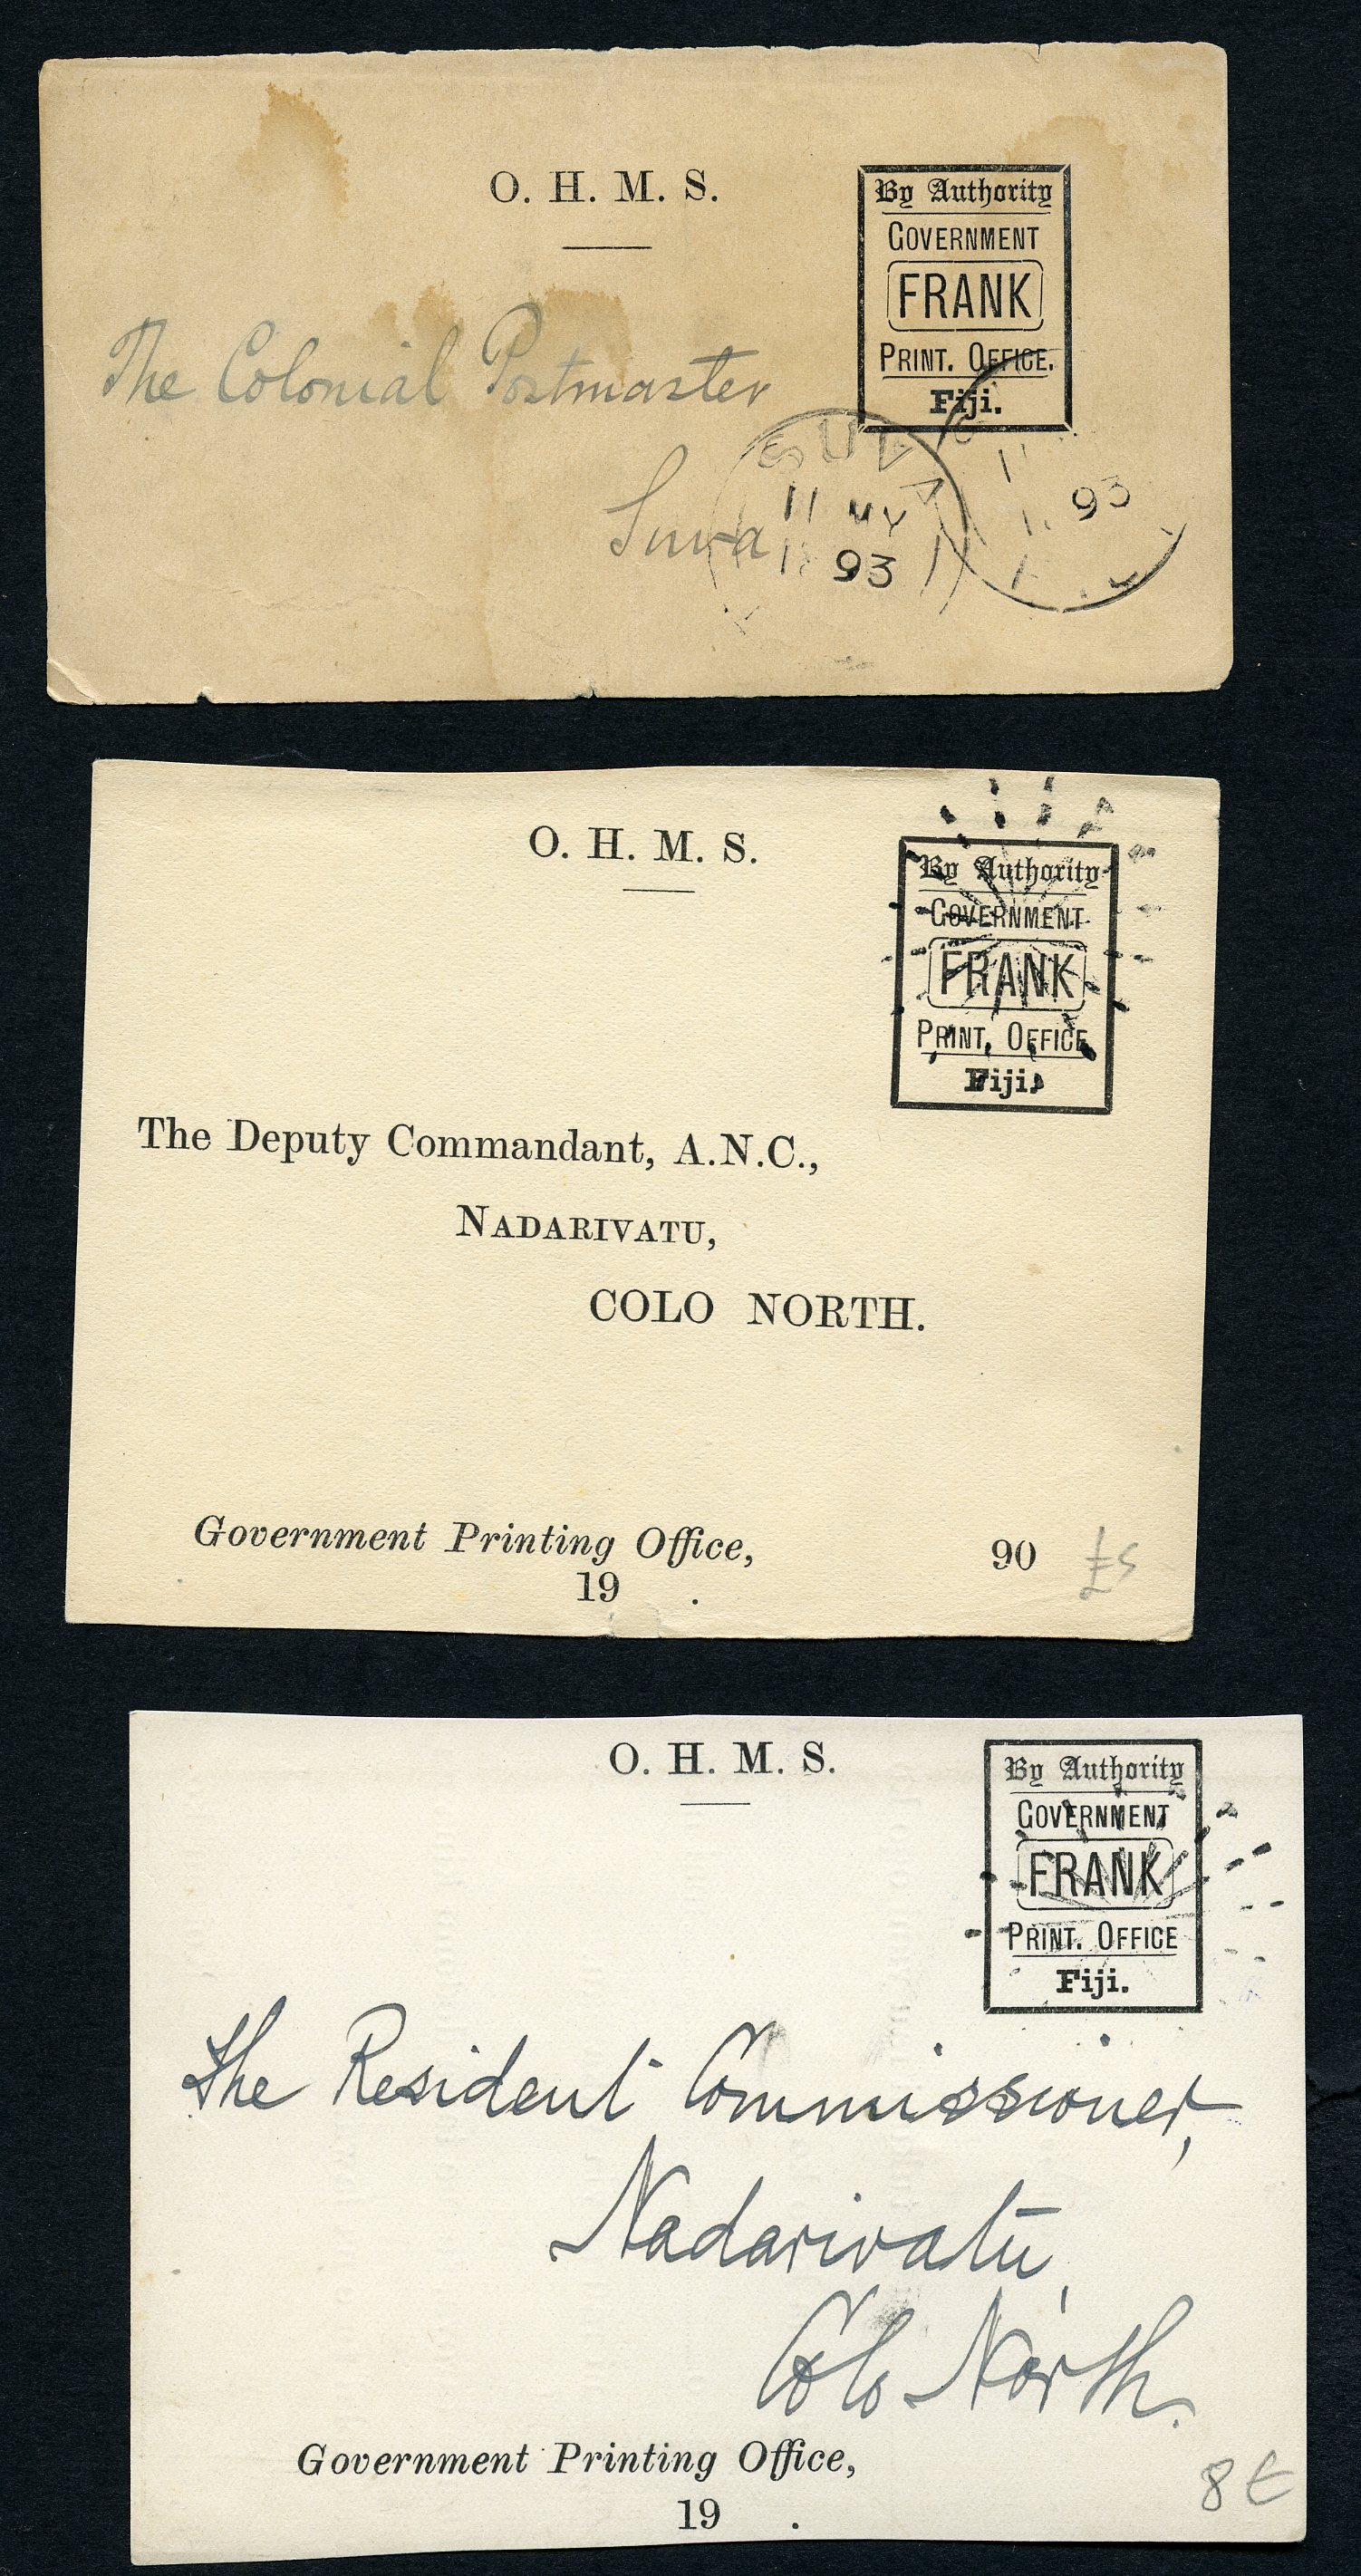 O. H. M. S.
By Authority
GOVERNMENT
FRANK
PRINT. OFFICE.
Fiji.
The Colonial Postmaster
Suva
SUVA
11 MY
93
93
O. H. M. S.
By Authority
GOVERNMENT
FRANK
PRINT. OFFICE
Fiji.
The Deputy Commandant, A.N.C.,
NADARIVATU,
COLO NORTH.
Government Printing Office,
19 .
90
£5
O. H. M. S.
By Authority
GOVERNMENT
FRANK
PRINT. OFFICE
Fiji.
The Resident Commissioner,
Nadarivatu,
Colo North.
Government Printing Office,
19 .
8£